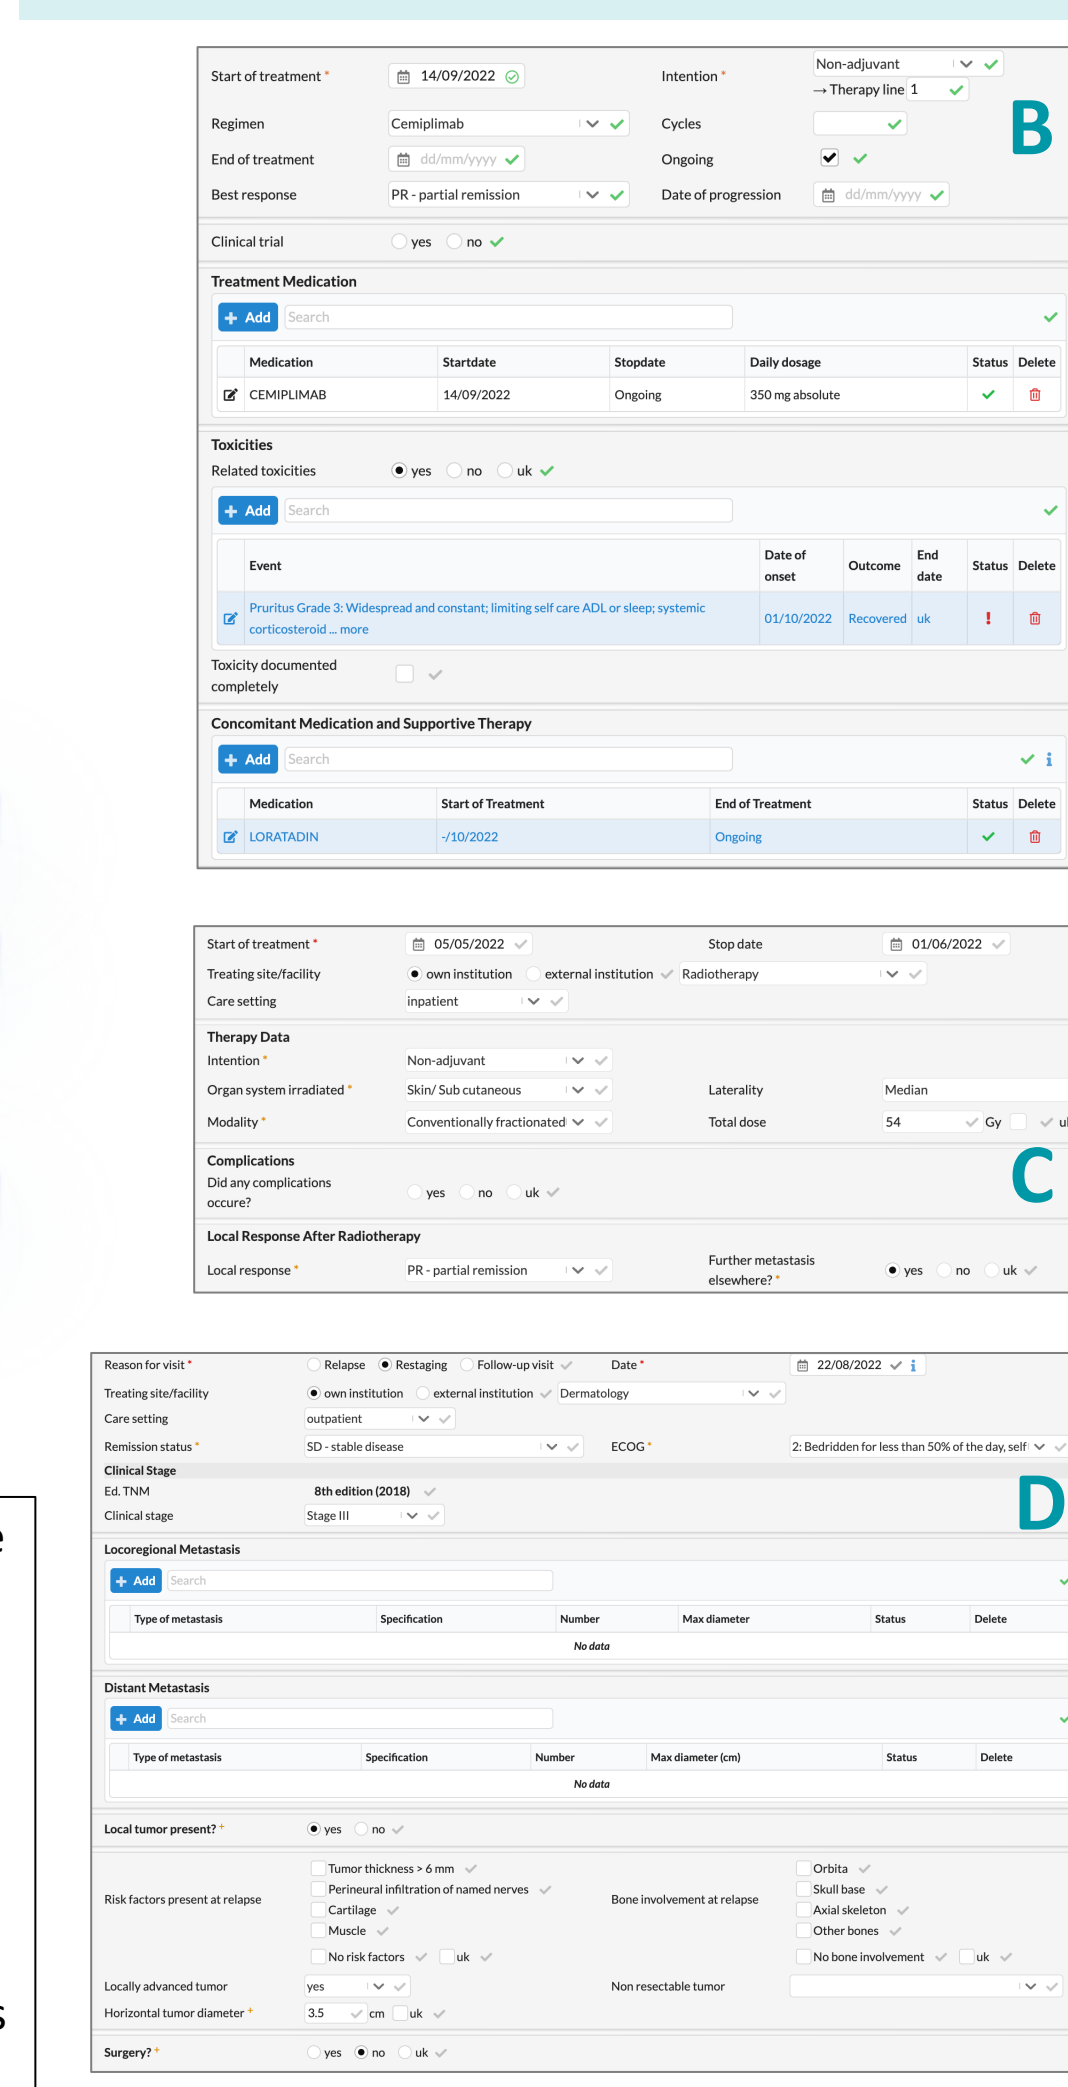 Start of treatment * 14/09/2022 Intention * Non-adjuvant
→ Therapy line 1
B
Regimen Cemiplimab Cycles
End of treatment dd/mm/yyyy Ongoing
Best response PR - partial remission Date of progression dd/mm/yyyy
Clinical trial yes no
Treatment Medication
+ Add Search
Medication Startdate Stopdate Daily dosage Status Delete
CEMIPLIMAB 14/09/2022 Ongoing 350 mg absolute
Toxicities
Related toxicities yes no uk
+ Add Search
Event Date of onset Outcome End date Status Delete
Pruritus Grade 3: Widespread and constant; limiting self care ADL or sleep; systemic
corticosteroid ... more 01/10/2022 Recovered uk !
Toxicity documented
completely
Concomitant Medication and Supportive Therapy
+ Add Search i
Medication Start of Treatment End of Treatment Status Delete
LORATADIN -/10/2022 Ongoing
Start of treatment * 05/05/2022 Stop date 01/06/2022
Treating site/facility own institution external institution Radiotherapy
Care setting inpatient
Therapy Data
Intention * Non-adjuvant
Organ system irradiated * Skin/ Sub cutaneous Laterality Median
Modality * Conventionally fractionated Total dose 54 Gy
C
Complications
Did any complications
occure? yes no uk
Local Response After Radiotherapy
Local response * PR - partial remission Further metastasis
elsewhere? * yes no uk
Reason for visit * Relapse Restaging Follow-up visit Date * 22/08/2022 i
Treating site/facility own institution external institution Dermatology
Care setting outpatient
Remission status * SD - stable disease ECOG * 2: Bedridden for less than 50% of the day, self
Clinical Stage
Ed. TNM 8th edition (2018)
D
Clinical stage Stage III
Locoregional Metastasis
+ Add Search
Type of metastasis Specification Number Max diameter Status Delete
No data
Distant Metastasis
+ Add Search
Type of metastasis Specification Number Max diameter (cm) Status Delete
No data
Local tumor present? + yes no
Risk factors present at relapse
Tumor thickness > 6 mm
Perineural infiltration of named nerves
Cartilage
Muscle
No risk factors uk
Bone involvement at relapse
Orbita
Skull base
Axial skeleton
Other bones
No bone involvement uk
Locally advanced tumor yes Non resectable tumor
Horizontal tumor diameter + 3.5 cm uk
Surgery? + yes no uk